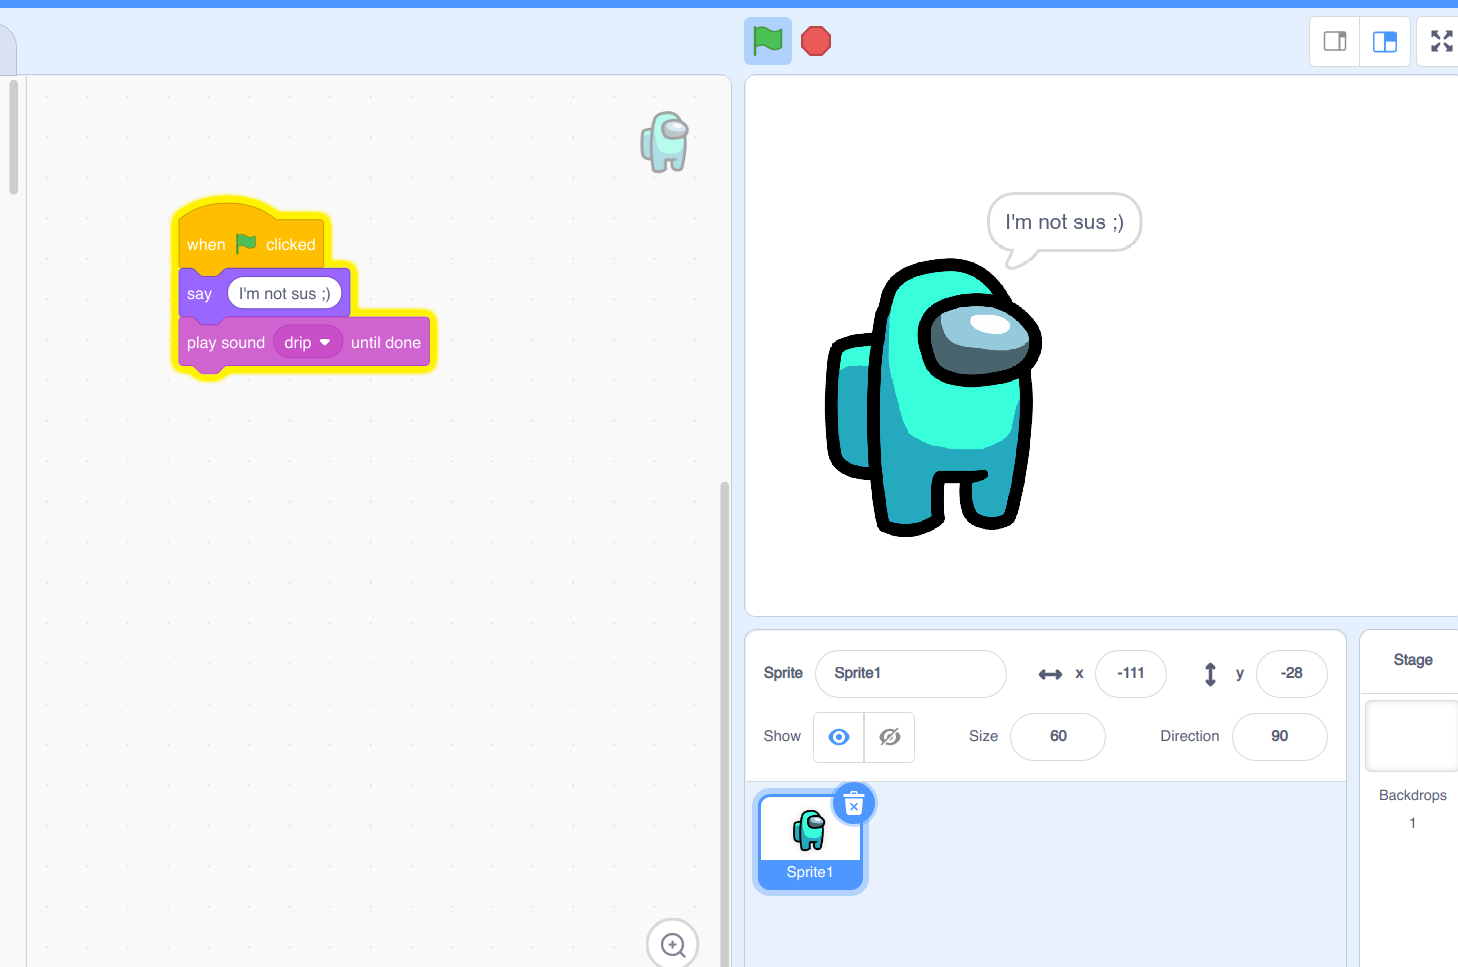 when clicked
say I'm not sus ;)
play sound drip until done
I'm not sus ;)
Sprite Sprite1 x -111 y -28
Show Size 60 Direction 90
Sprite1
Stage
Backdrops
1